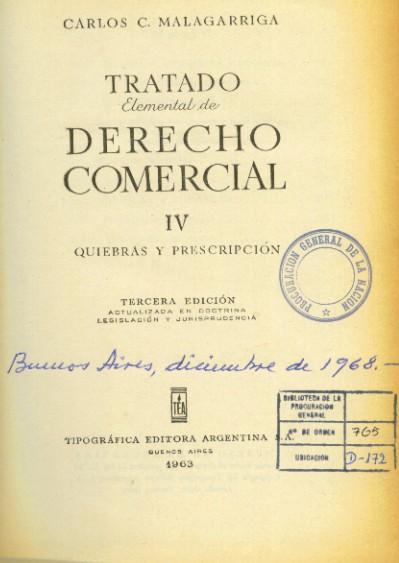 CARLOS C. MALAGARRIGA
TRATADO
Elemental de
DERECHO
COMERCIAL
IV
QUIEBRAS Y PRESCRIPCIÓN
PROCURACION GENERAL DE LA NACION
TERCERA EDICIÓN
ACTUALIZADA EN DOCTRINA
LEGISLACIÓN Y JURISPRUDENCIA
Buenos Aires, diciembre de 1968.-
TEA
TIPOGRÁFICA EDITORA ARGENTINA S.A.
BUENOS AIRES
1963
BIBLIOTECA DE LA
PROCURACION
GENERAL
Nº DE ORDEN 765
UBICACION D-172